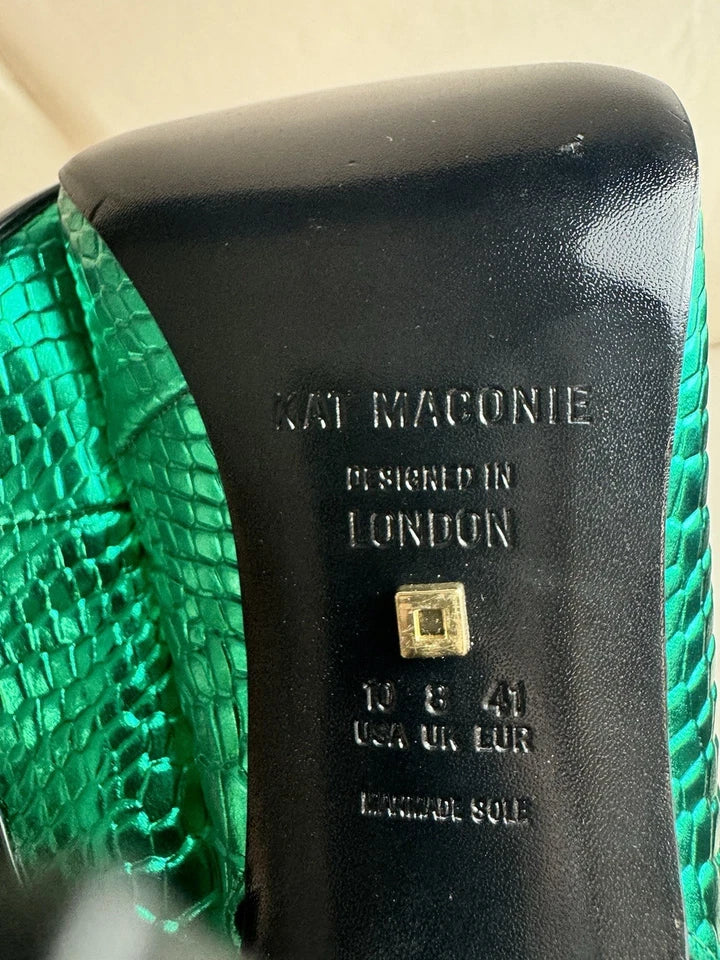 KAT MACONIE
DESIGNED IN
LONDON
10 8 41
USA UK EUR
MANMADE SOLE